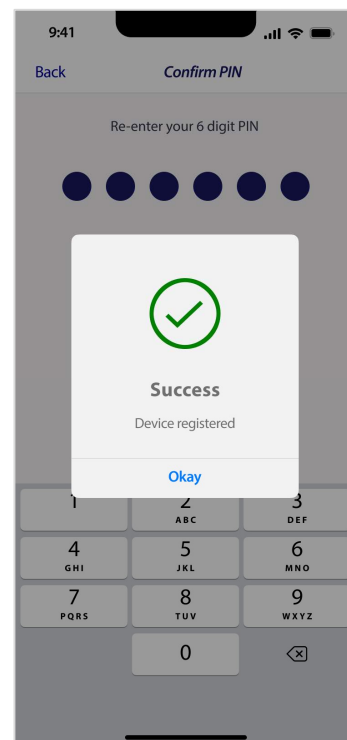 9:41
Back Confirm PIN
Re-enter your 6 digit PIN
Success
Device registered
Okay
1 2 3
ABC DEF
4 5 6
GHI JKL MNO
7 8 9
PQRS TUV WXYZ
0